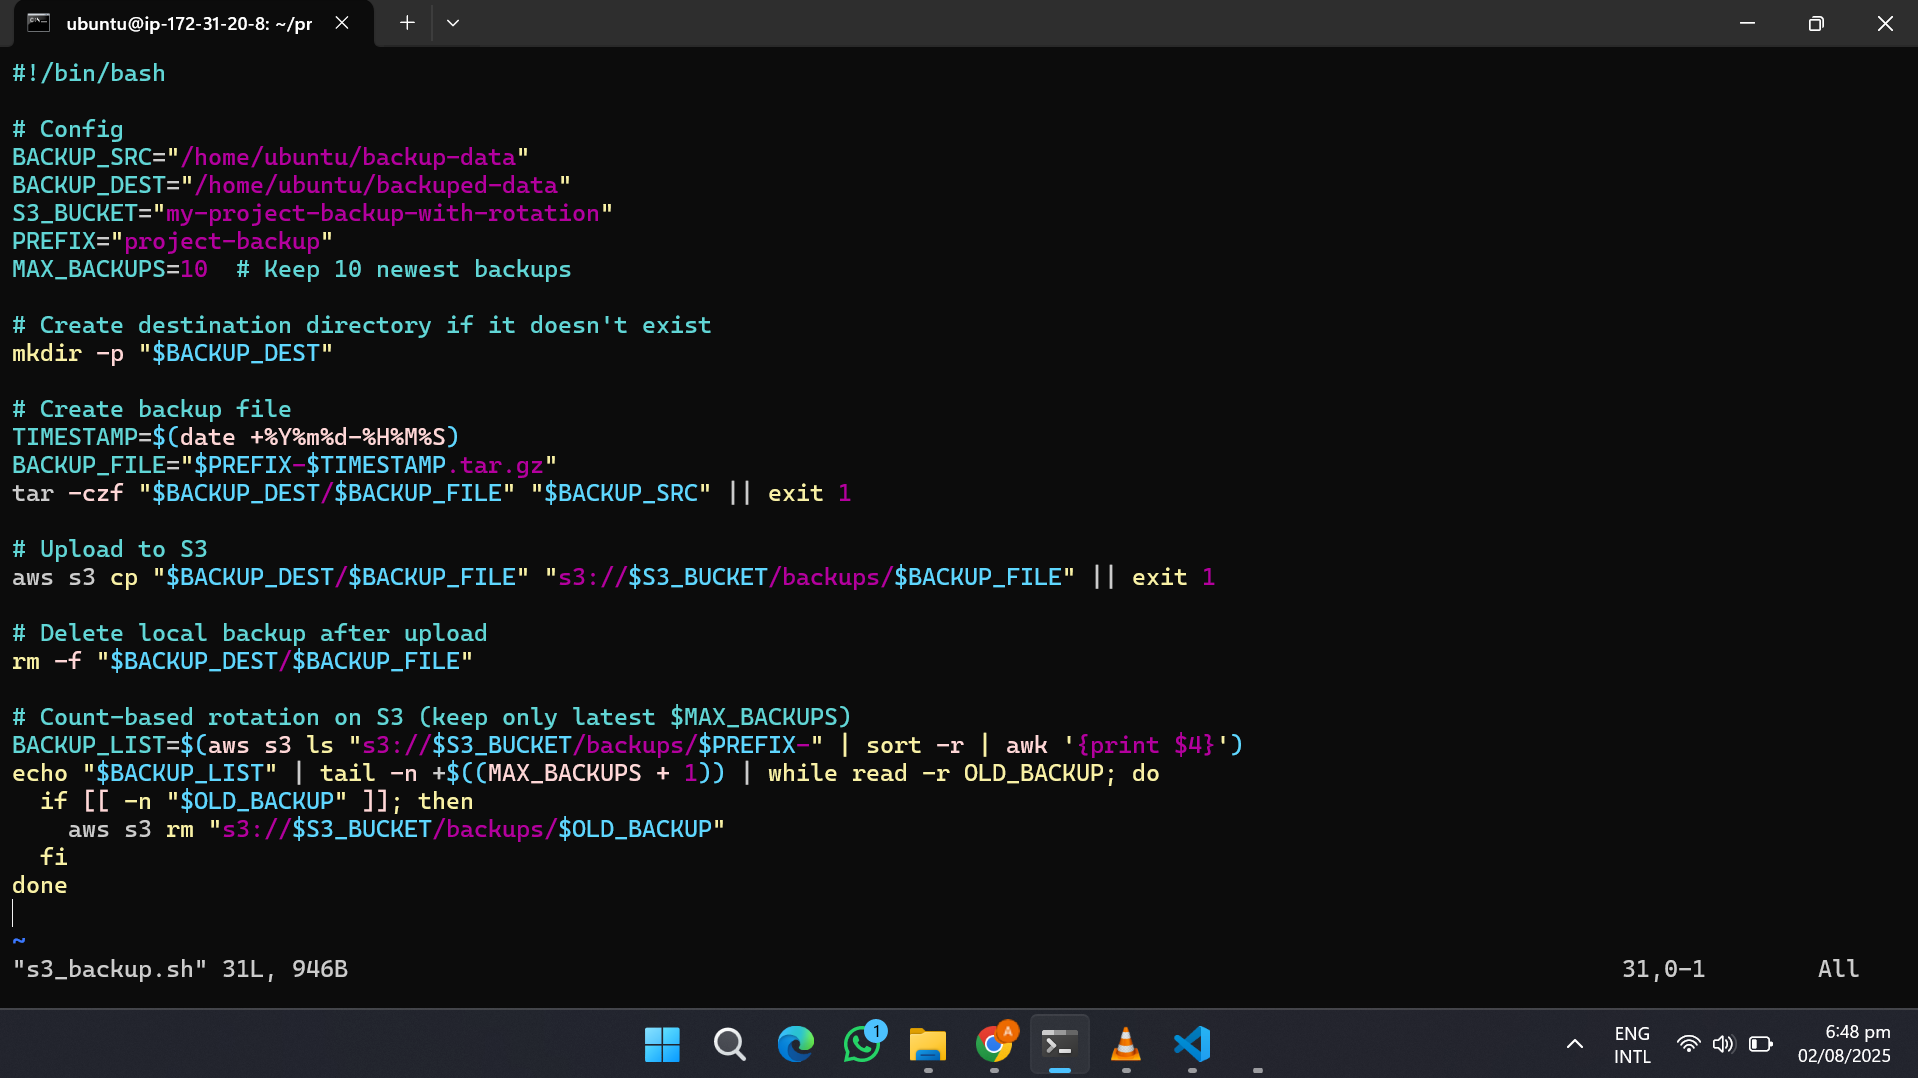 ubuntu@ip-172-31-20-8: ~/pr
#!/bin/bash

# Config
BACKUP_SRC="/home/ubuntu/backup-data"
BACKUP_DEST="/home/ubuntu/backuped-data"
S3_BUCKET="my-project-backup-with-rotation"
PREFIX="project-backup"
MAX_BACKUPS=10  # Keep 10 newest backups

# Create destination directory if it doesn't exist
mkdir -p "$BACKUP_DEST"

# Create backup file
TIMESTAMP=$(date +%Y%m%d-%H%M%S)
BACKUP_FILE="$PREFIX-$TIMESTAMP.tar.gz"
tar -czf "$BACKUP_DEST/$BACKUP_FILE" "$BACKUP_SRC" || exit 1

# Upload to S3
aws s3 cp "$BACKUP_DEST/$BACKUP_FILE" "s3://$S3_BUCKET/backups/$BACKUP_FILE" || exit 1

# Delete local backup after upload
rm -f "$BACKUP_DEST/$BACKUP_FILE"

# Count-based rotation on S3 (keep only latest $MAX_BACKUPS)
BACKUP_LIST=$(aws s3 ls "s3://$S3_BUCKET/backups/$PREFIX-" | sort -r | awk '{print $4}')
echo "$BACKUP_LIST" | tail -n +$((MAX_BACKUPS + 1)) | while read -r OLD_BACKUP; do
  if [[ -n "$OLD_BACKUP" ]]; then
    aws s3 rm "s3://$S3_BUCKET/backups/$OLD_BACKUP"
  fi
done

~
"s3_backup.sh" 31L, 946B 31,0-1 All
1
A
ENG
INTL
6:48 pm
02/08/2025